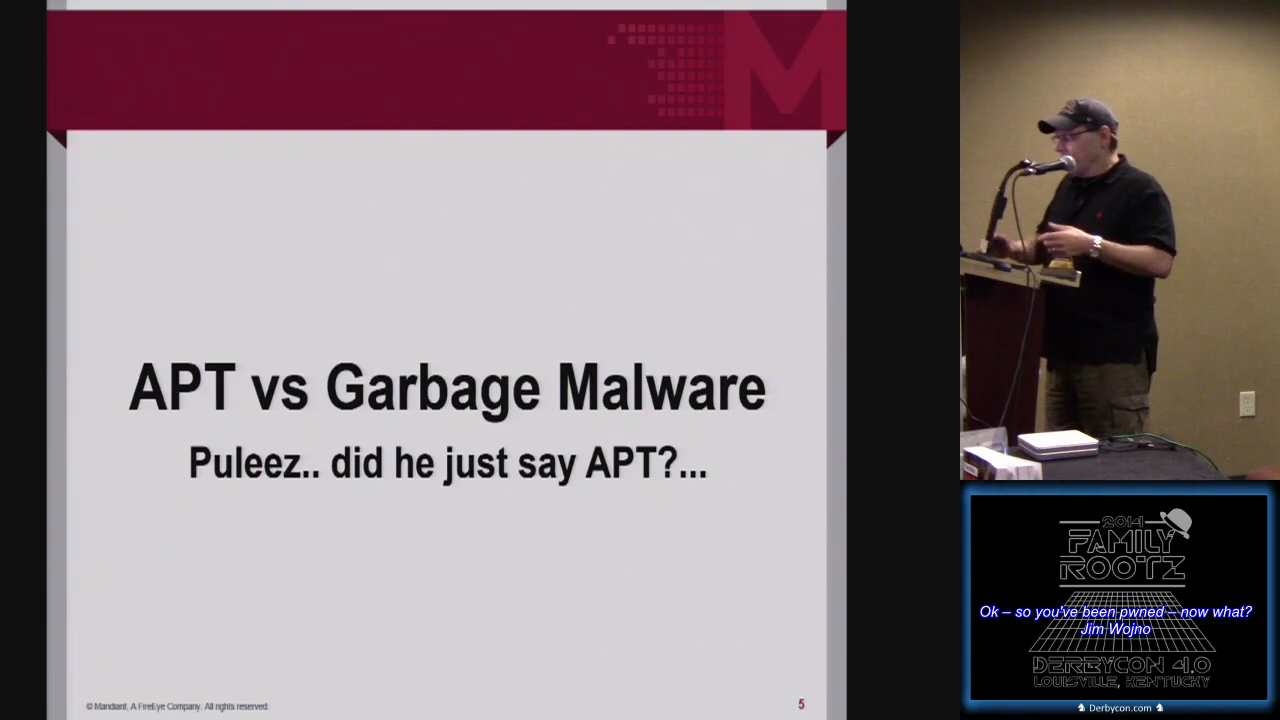 M
APT vs Garbage Malware
Puleez.. did he just say APT?...
© Mandiant, A FireEye Company. All rights reserved.
5
2014
FAMILY
ROOTZ
Ok – so you've been pwned – now what?
Jim Wojno
DERBYCON 4.0
LOUISVILLE, KENTUCKY
Derbycon.com